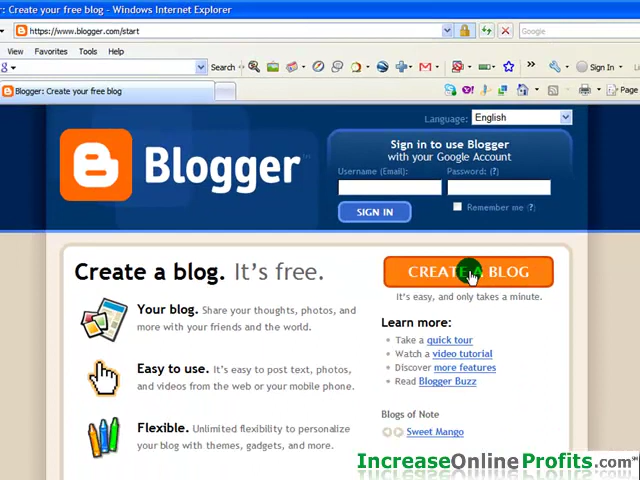 r: Create your free blog - Windows Internet Explorer
https://www.blogger.com/start
Google
View Favorites Tools Help
Search
Sign In
Blogger: Create your free blog
Page
Language: English
Blogger
Sign in to use Blogger
with your Google Account
Username (Email): Password: (?)
SIGN IN
Remember me (?)
Create a blog. It's free.
CREATE A BLOG
It's easy, and only takes a minute.
Your blog. Share your thoughts, photos, and
more with your friends and the world.
Learn more:
Take a quick tour
Watch a video tutorial
Discover more features
Read Blogger Buzz
Easy to use. It's easy to post text, photos,
and videos from the web or your mobile phone.
Blogs of Note
Sweet Mango
Flexible. Unlimited flexibility to personalize
your blog with themes, gadgets, and more.
IncreaseOnlineProfits.com℠